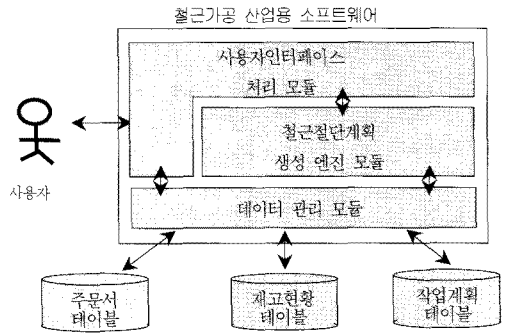 철근가공 산업용 소프트웨어
사용자인터페이스
처리 모듈
철근절단계획
생성 엔진 모듈
사용자
데이터 관리 모듈
주문서
테이블
재고현황
테이블
작업계획
테이블